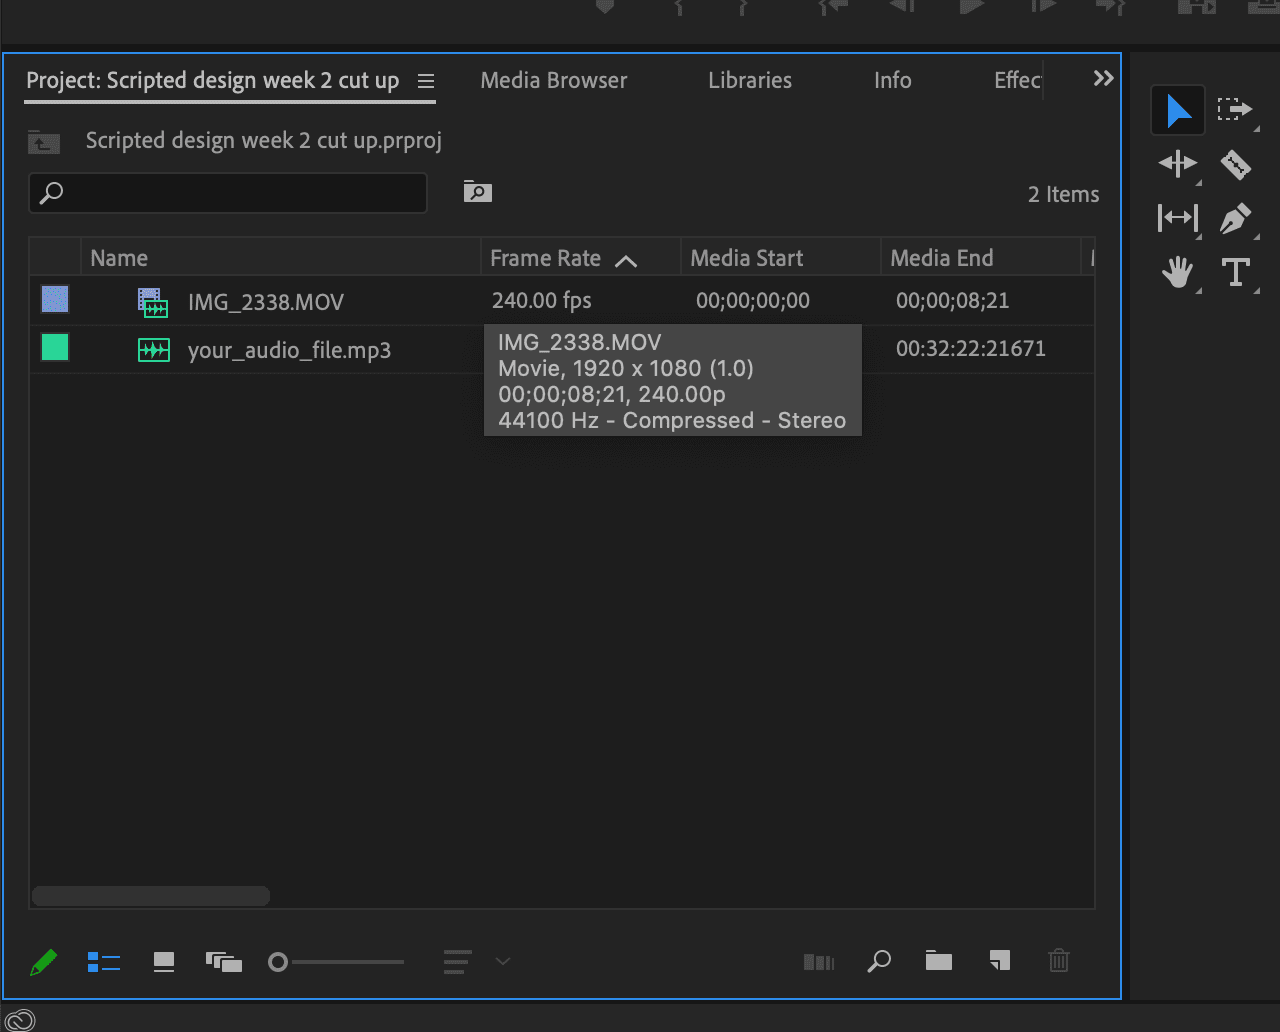 Project: Scripted design week 2 cut up
Media Browser
Libraries
Info
Effec
Scripted design week 2 cut up.prproj
2 Items
Name
Frame Rate
Media Start
Media End
IMG_2338.MOV
240.00 fps
00;00;00;00
00;00;08;21
your_audio_file.mp3
00:32:22:21671
IMG_2338.MOV
Movie, 1920 x 1080 (1.0)
00;00;08;21, 240.00p
44100 Hz - Compressed - Stereo